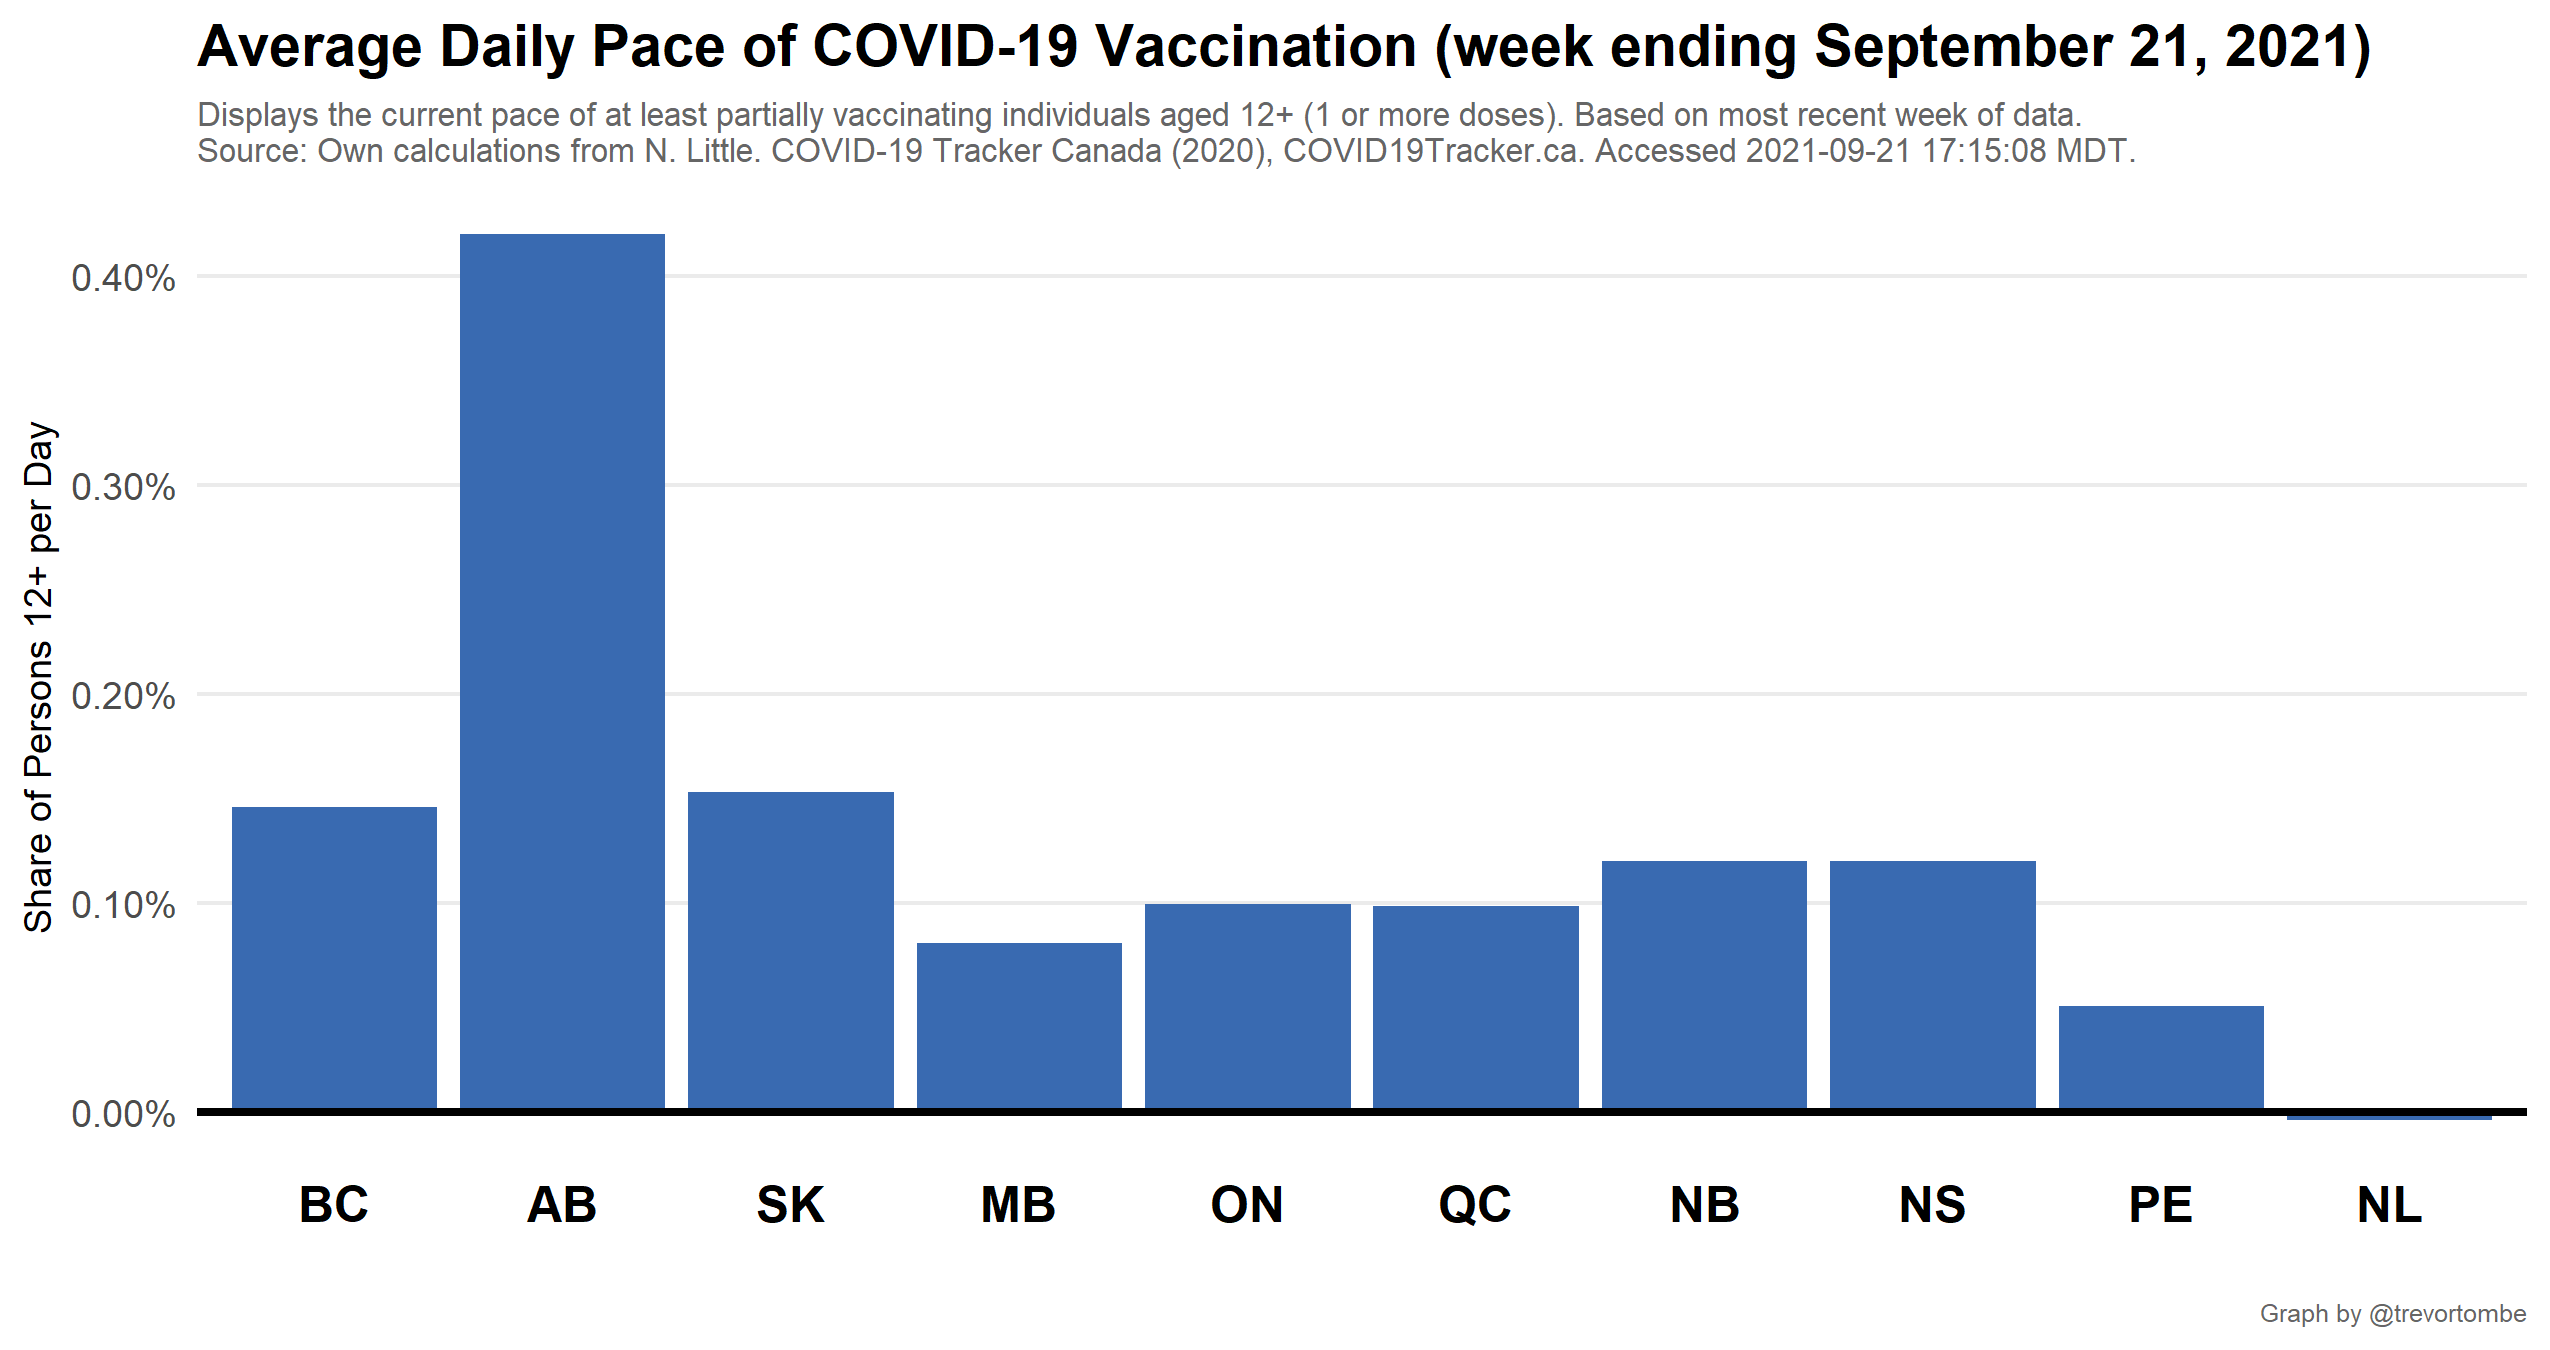 Average Daily Pace of COVID-19 Vaccination (week ending September 21, 2021)
Displays the current pace of at least partially vaccinating individuals aged 12+ (1 or more doses). Based on most recent week of data.
Source: Own calculations from N. Little. COVID-19 Tracker Canada (2020), COVID19Tracker.ca. Accessed 2021-09-21 17:15:08 MDT.
Share of Persons 12+ per Day
0.40%
0.30%
0.20%
0.10%
0.00%
BC AB SK MB ON QC NB NS PE NL
Graph by @trevortombe